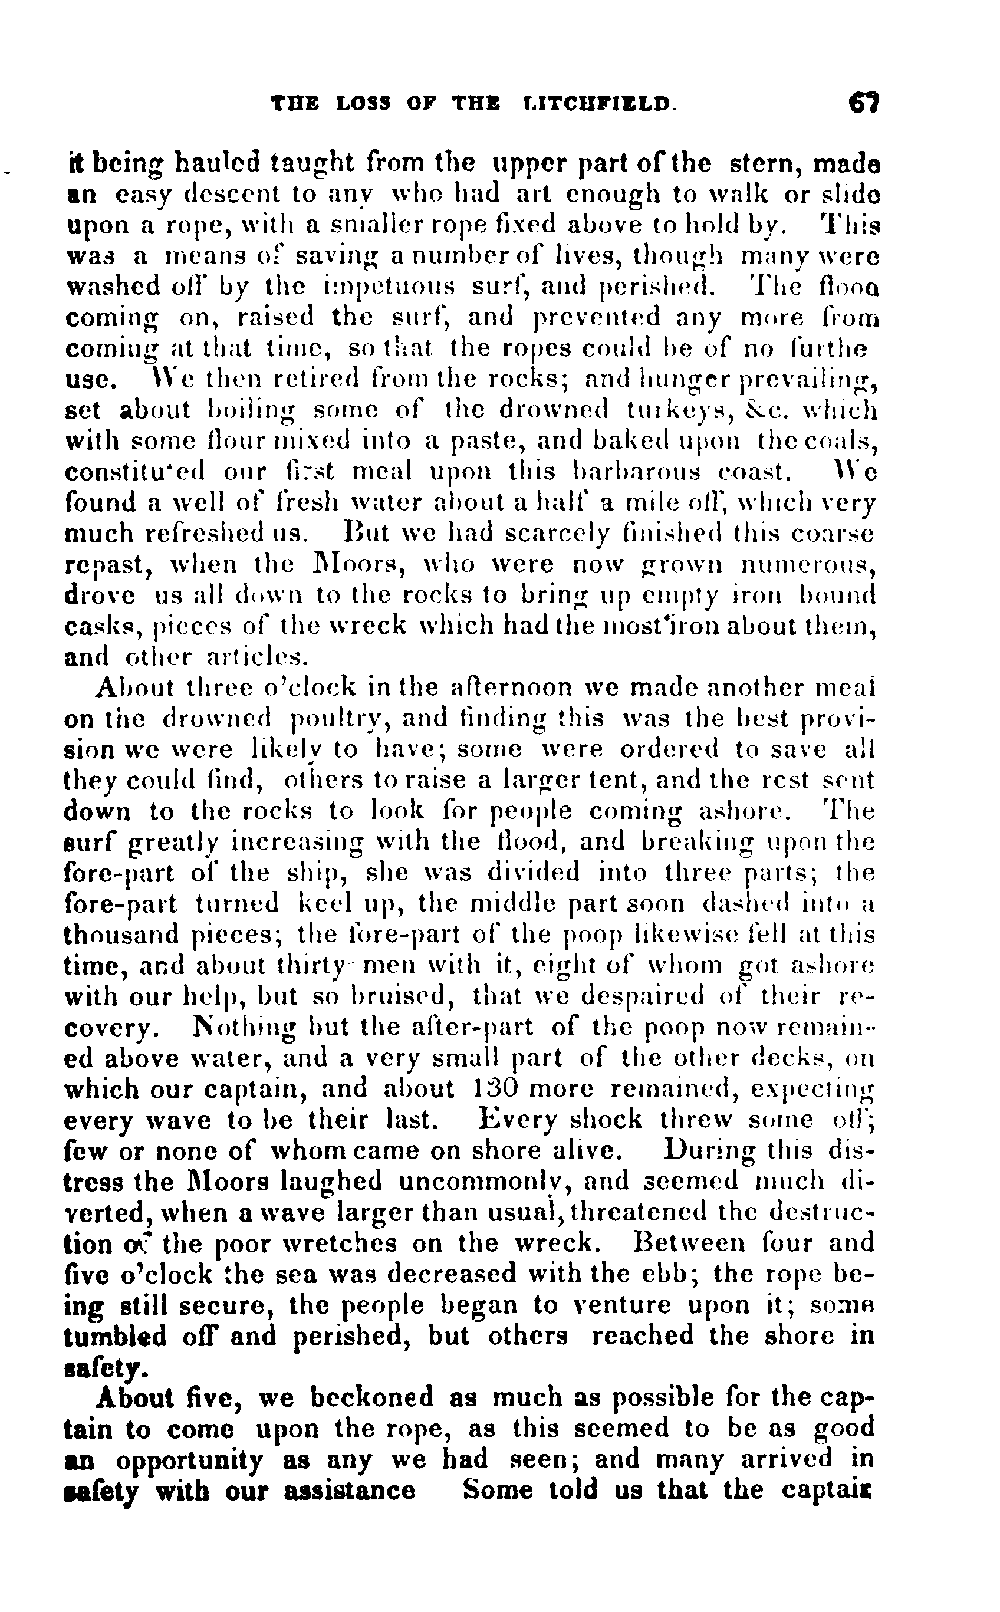 THE LOSS OF THE LITCHFIELD. 67
it being hauled taught from the upper part of the stern, made
an easy descent to any who had art enough to walk or slide
upon a rope, with a smaller rope fixed above to hold by. This
was a means of saving a number of lives, though many were
washed off by the impetuous surf, and perished. The flood
coming on, raised the surf, and prevented any more from
coming at that time, so that the ropes could be of no furthe
use. We then retired from the rocks; and hunger prevailing,
set about boiling some of the drowned turkeys, &c. which
with some flour mixed into a paste, and baked upon the coals,
constituted our first meal upon this barbarous coast. We
found a well of fresh water about a half a mile off, which very
much refreshed us. But we had scarcely finished this coarse
repast, when the Moors, who were now grown numerous,
drove us all down to the rocks to bring up empty iron bound
casks, pieces of the wreck which had the most iron about them,
and other articles.
About three o'clock in the afternoon we made another meal
on the drowned poultry, and finding this was the best provi-
sion we were likely to have; some were ordered to save all
they could find, others to raise a larger tent, and the rest sent
down to the rocks to look for people coming ashore. The
surf greatly increasing with the flood, and breaking upon the
fore-part of the ship, she was divided into three parts; the
fore-part turned keel up, the middle part soon dashed into a
thousand pieces; the fore-part of the poop likewise fell at this
time, and about thirty men with it, eight of whom got ashore
with our help, but so bruised, that we despaired of their re-
covery. Nothing but the after-part of the poop now remain-
ed above water, and a very small part of the other decks, on
which our captain, and about 130 more remained, expecting
every wave to be their last. Every shock threw some off;
few or none of whom came on shore alive. During this dis-
tress the Moors laughed uncommonly, and seemed much di-
verted, when a wave larger than usual, threatened the destruc-
tion of the poor wretches on the wreck. Between four and
five o'clock the sea was decreased with the ebb; the rope be-
ing still secure, the people began to venture upon it; some
tumbled off and perished, but others reached the shore in
safety.
About five, we beckoned as much as possible for the cap-
tain to come upon the rope, as this seemed to be as good
an opportunity as any we had seen; and many arrived in
safety with our assistance Some told us that the captain